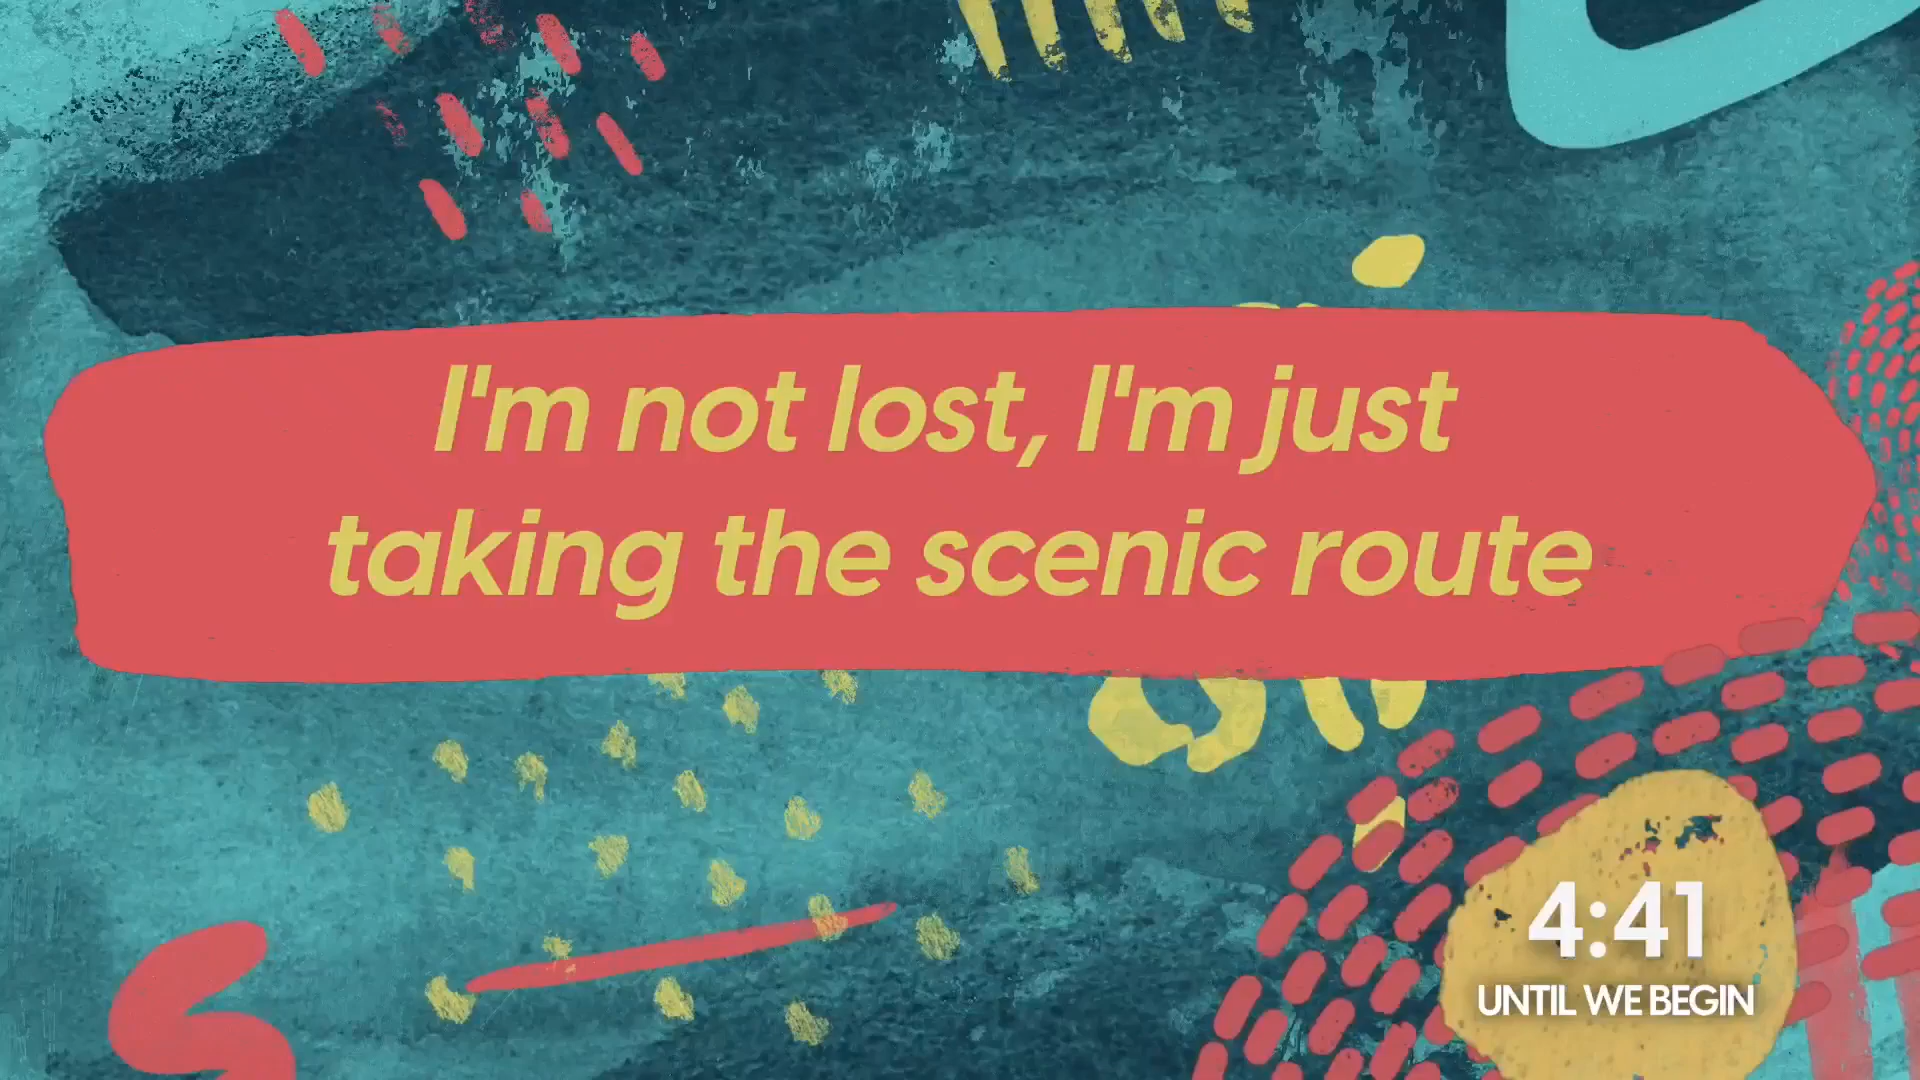 I'm not lost, I'm just
taking the scenic route
4:41
UNTIL WE BEGIN